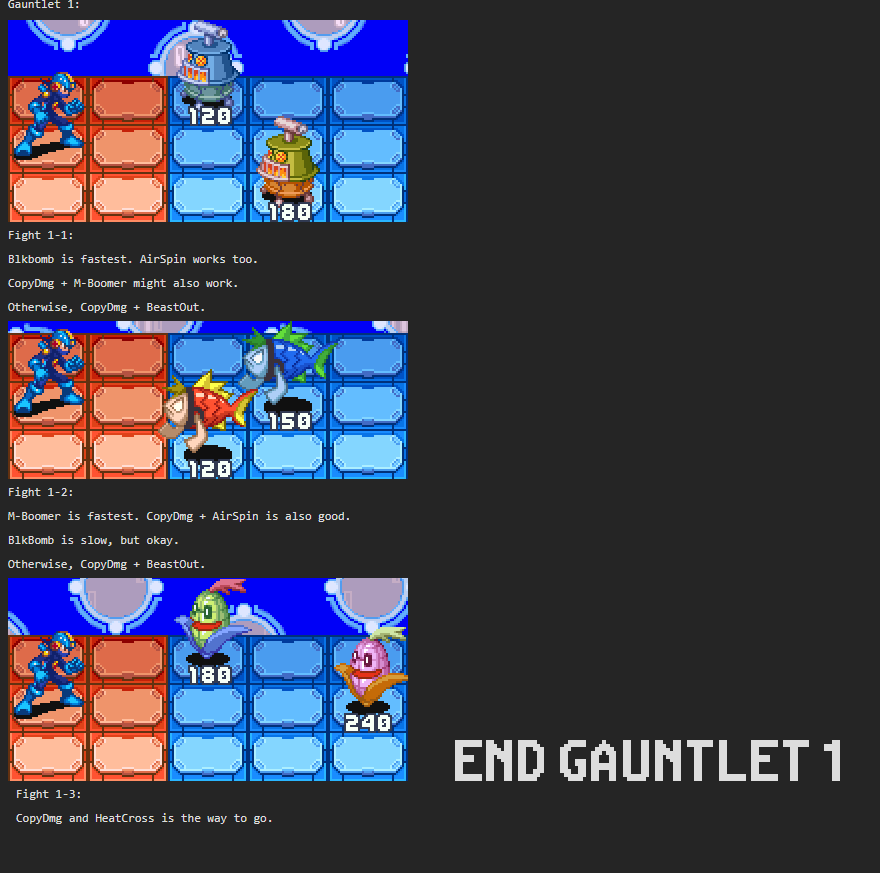 Gauntlet 1:
120
180
Fight 1-1:
Blkbomb is fastest. AirSpin works too.
CopyDmg + M-Boomer might also work.
Otherwise, CopyDmg + BeastOut.
150
120
Fight 1-2:
M-Boomer is fastest. CopyDmg + AirSpin is also good.
BlkBomb is slow, but okay.
Otherwise, CopyDmg + BeastOut.
180
240
END GAUNTLET 1
Fight 1-3:
CopyDmg and HeatCross is the way to go.